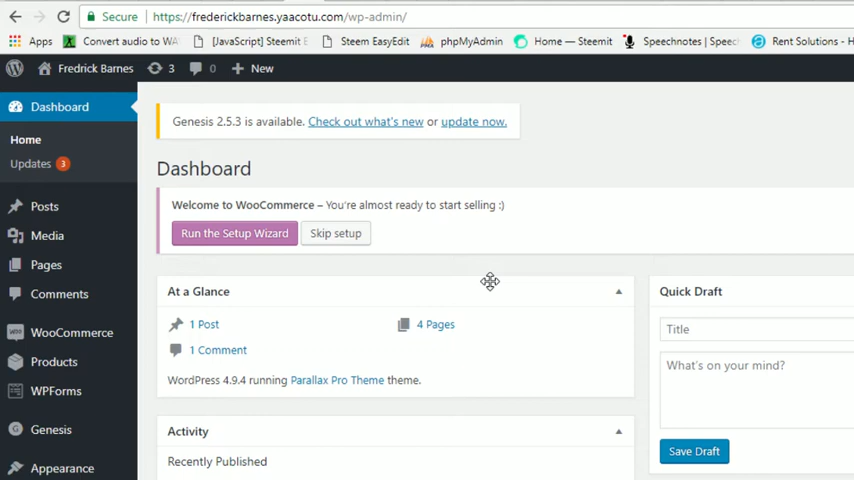 Secure https://frederickbarnes.yaacotu.com/wp-admin/
Apps Convert audio to WA [JavaScript] Steemit E Steem EasyEdit phpMyAdmin Home — Steemit Speechnotes | Speech Rent Solutions - H
Fredrick Barnes 3 0 New
Dashboard
Home
Updates 3
Posts
Media
Pages
Comments
WooCommerce
Products
WPForms
Genesis
Appearance
Genesis 2.5.3 is available. Check out what's new or update now.
Dashboard
Welcome to WooCommerce – You're almost ready to start selling :)
Run the Setup Wizard Skip setup
At a Glance
1 Post 4 Pages
1 Comment
WordPress 4.9.4 running Parallax Pro Theme theme.
Activity
Recently Published
Quick Draft
Title
What's on your mind?
Save Draft